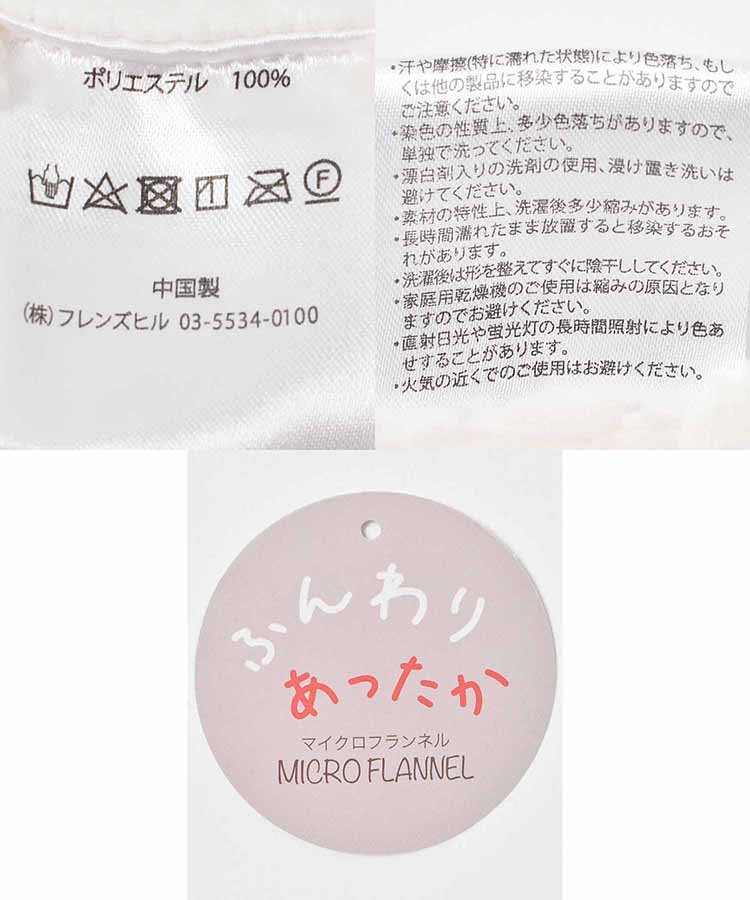 ポリエステル 100%
F
中国製
(株)フレンズヒル 03-5534-0100
・汗や摩擦(特に濡れた状態)により色落ち、もし
くは他の製品に移染することがありますので
ご注意ください。
・染色の性質上、多少色落ちがありますので、
単独で洗ってください。
・漂白剤入りの洗剤の使用、浸け置き洗いは
避けてください。
・素材の特性上、洗濯後多少縮みがあります。
・長時間濡れたまま放置すると移染するおそ
れがあります。
・洗濯後は形を整えてすぐに陰干ししてください。
・家庭用乾燥機のご使用は縮みの原因となり
ますのでお避けください。
・直射日光や蛍光灯の長時間照射により色あ
せすることがあります。
・火気の近くでのご使用はお避けください。
ふんわり
あったか
マイクロフランネル
MICRO FLANNEL